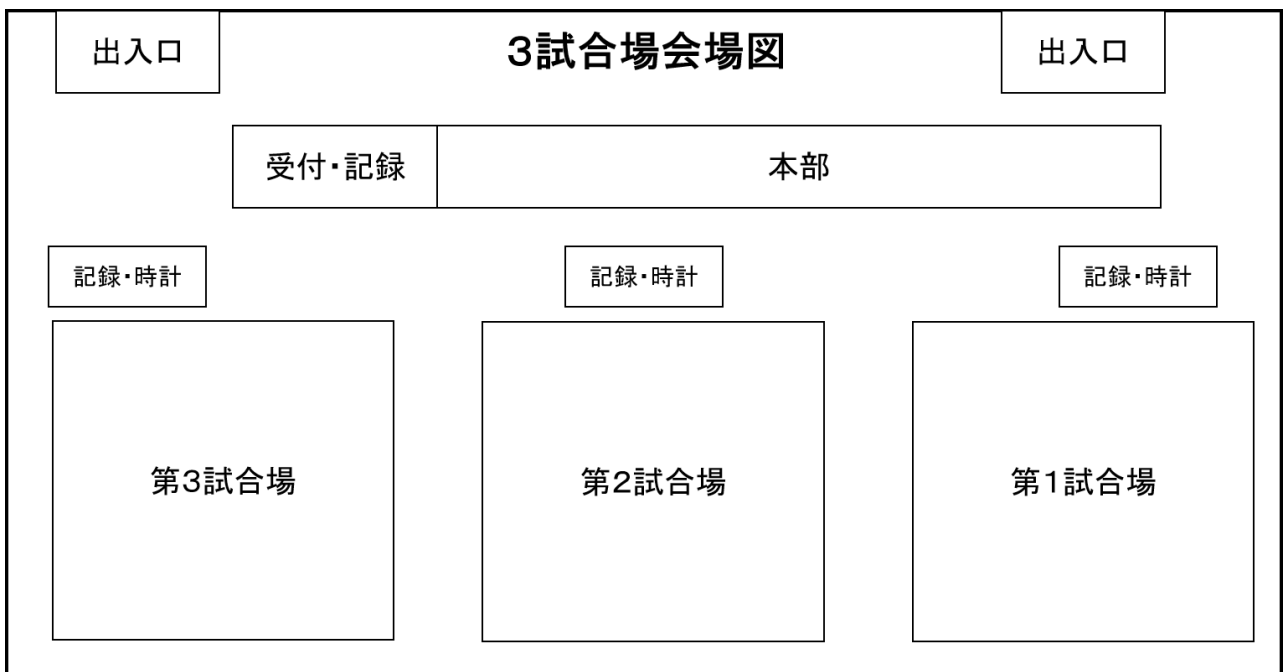 出入口
3試合場会場図
出入口
受付・記録
本部
記録・時計
記録・時計
記録・時計
第3試合場
第2試合場
第1試合場